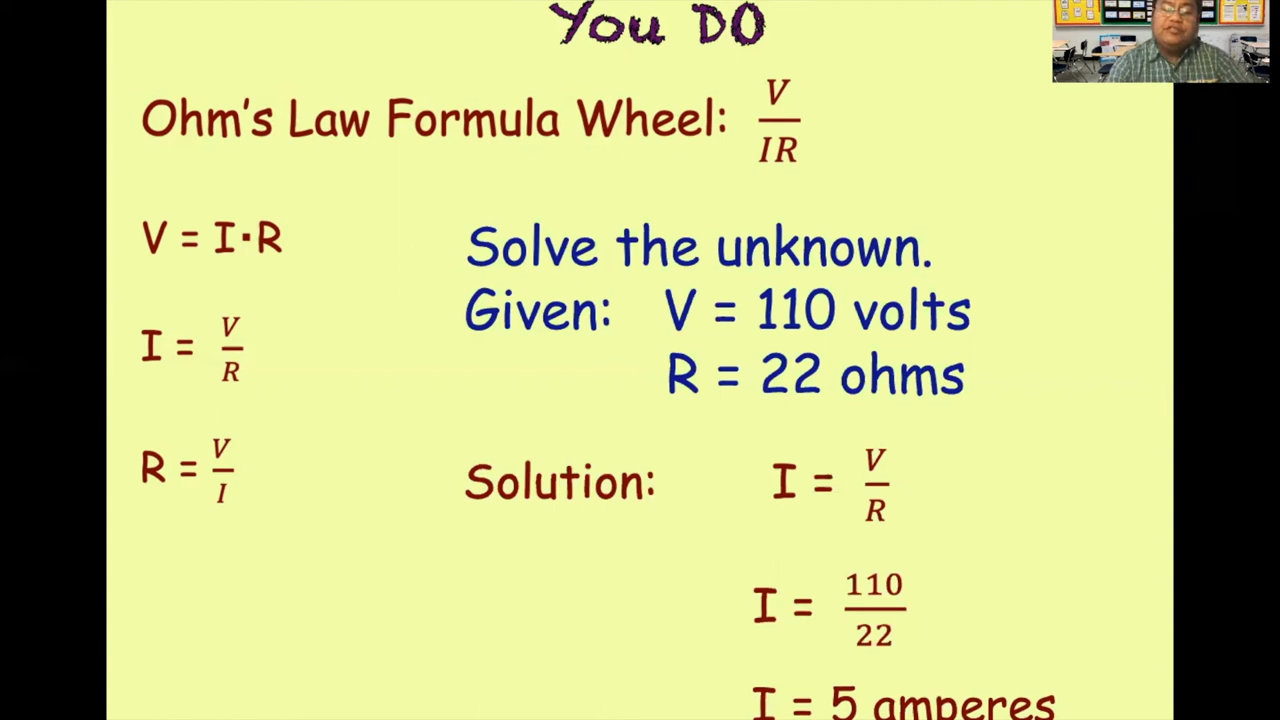 You DO
Ohm's Law Formula Wheel: V/IR
V = I·R
I = V/R
R = V/I
Solve the unknown.
Given: V = 110 volts
R = 22 ohms
Solution: I = V/R
I = 110/22
I = 5 amperes